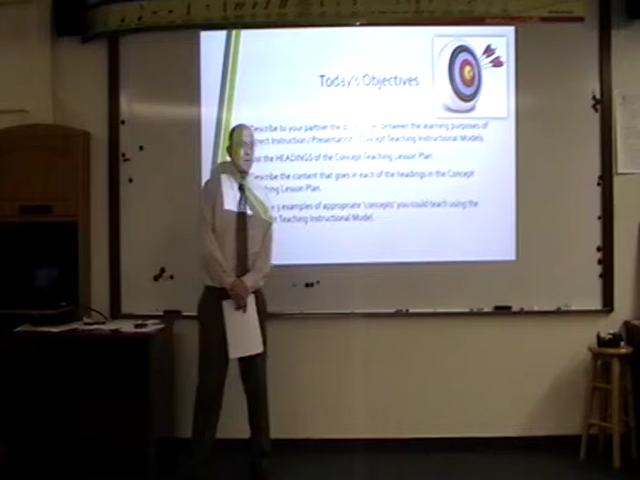 Today's Objectives
Describe to your partner the between the learning purposes of
Direct Instruction / Presentation Concept Teaching Instructional Models.
the HEADINGS of the Concept Teaching Lesson Plan.
Describe the content that goes in each of the headings in the Concept
Lesson Plan.
3 examples of appropriate 'concepts' you could teach using the
Teaching Instructional Model.